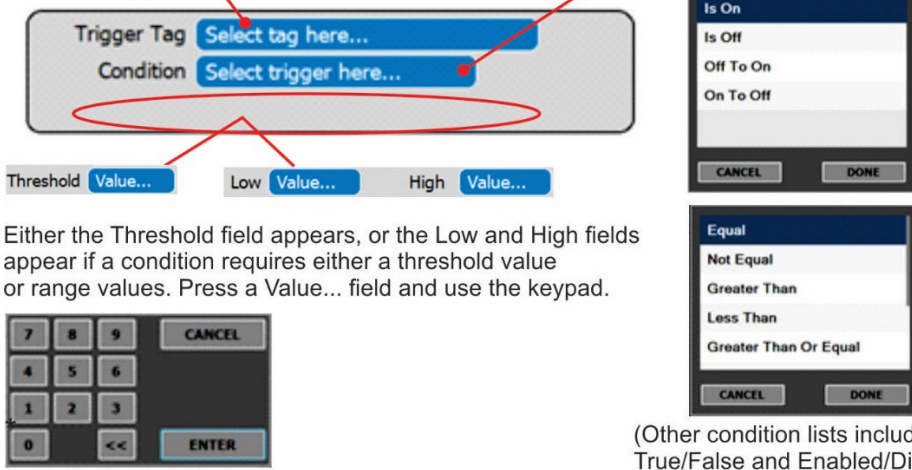 Trigger Tag Select tag here...
Condition Select trigger here...
Threshold Value...
Low Value... High Value...
Either the Threshold field appears, or the Low and High fields
appear if a condition requires either a threshold value
or range values. Press a Value... field and use the keypad.
7 8 9 CANCEL
4 5 6
1 2 3
*
0 << ENTER
Is On
Is Off
Off To On
On To Off
CANCEL DONE
Equal
Not Equal
Greater Than
Less Than
Greater Than Or Equal
CANCEL DONE
(Other condition lists includ
True/False and Enabled/Di